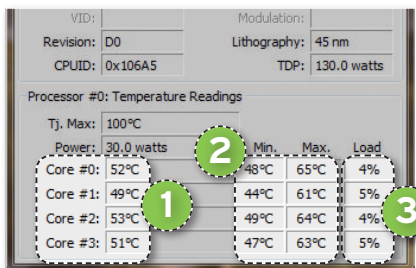 VID: Modulation:
Revision: D0 Lithography: 45 nm
CPUID: 0x106A5 TDP: 130.0 watts
Processor #0: Temperature Readings
Tj. Max: 100°C
Power: 30.0 watts 2 Min. Max. Load
Core #0: 52°C 48°C 65°C 4%
Core #1: 49°C 1 44°C 61°C 5%
Core #2: 53°C 49°C 64°C 4% 3
Core #3: 51°C 47°C 63°C 5%